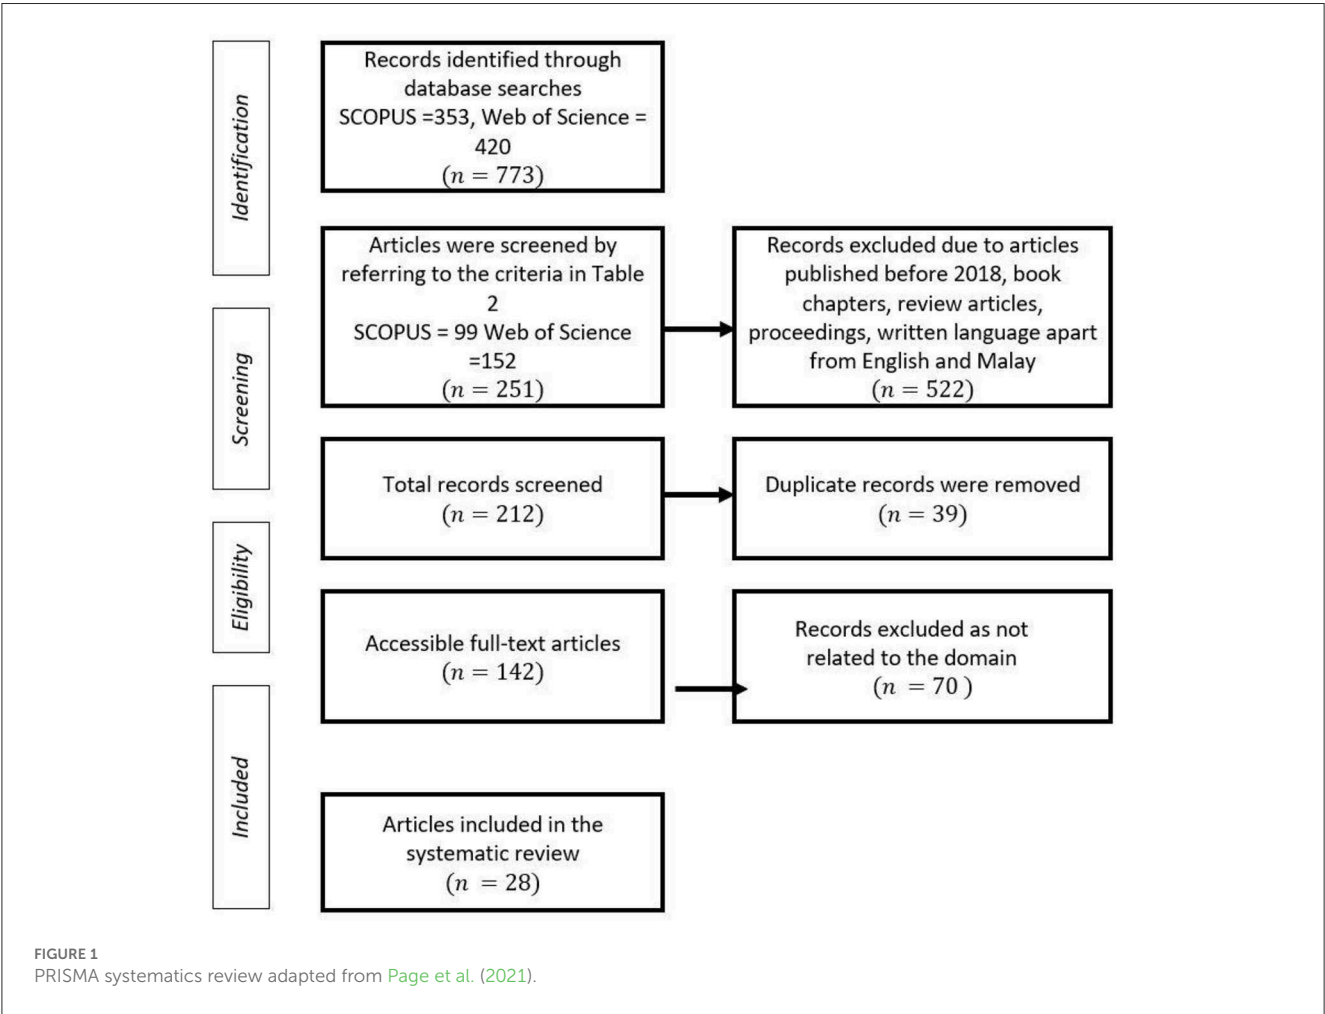 Identification
Records identified through
database searches
SCOPUS =353, Web of Science =
420
(n = 773)
Articles were screened by
referring to the criteria in Table
2
SCOPUS = 99 Web of Science
=152
(n = 251)
Records excluded due to articles
published before 2018, book
chapters, review articles,
proceedings, written language apart
from English and Malay
(n = 522)
Screening
Total records screened
(n = 212)
Duplicate records were removed
(n = 39)
Eligibility
Accessible full-text articles
(n = 142)
Records excluded as not
related to the domain
(n = 70 )
Included
Articles included in the
systematic review
(n = 28)
FIGURE 1
PRISMA systematics review adapted from Page et al. (2021).